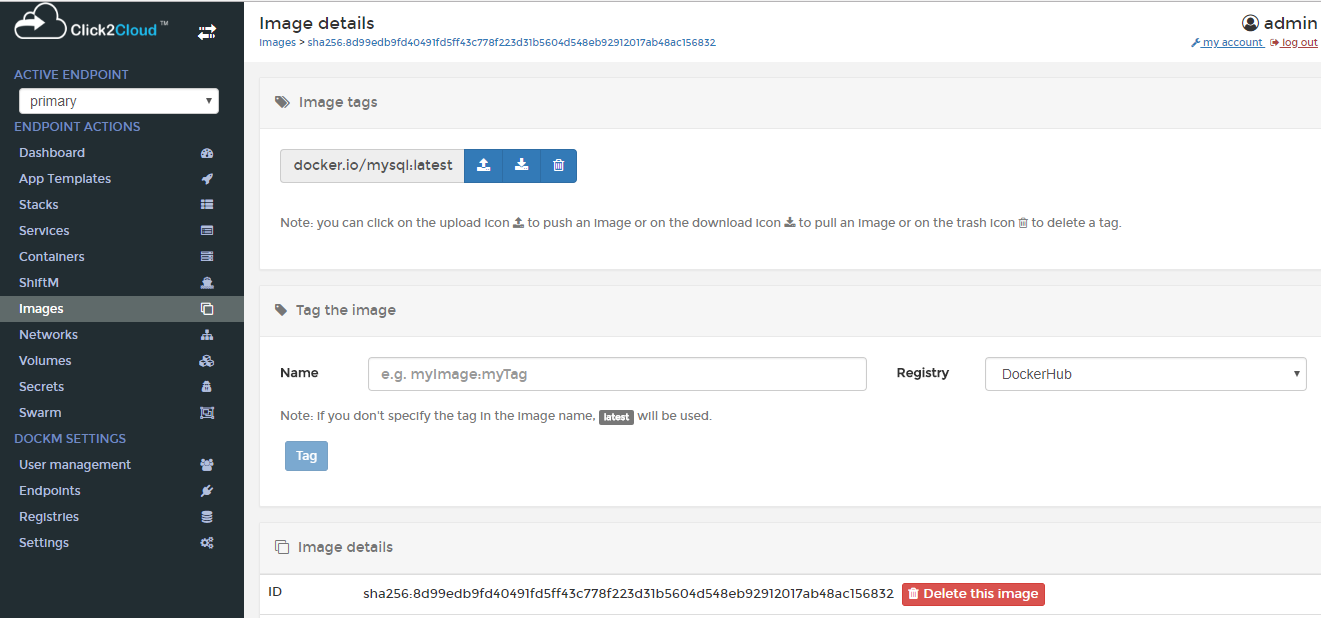 Click2Cloud™
ACTIVE ENDPOINT
primary
ENDPOINT ACTIONS
Dashboard
App Templates
Stacks
Services
Containers
ShiftM
Images
Networks
Volumes
Secrets
Swarm
DOCKM SETTINGS
User management
Endpoints
Registries
Settings
Image details
Images > sha256:8d99edb9fd40491fd5ff43c778f223d31b5604d548eb92912017ab48ac156832
admin
my account log out
Image tags
docker.io/mysql:latest
Note: you can click on the upload icon to push an image or on the download icon to pull an image or on the trash icon to delete a tag.
Tag the image
Name e.g. myImage:myTag Registry DockerHub
Note: if you don't specify the tag in the image name, latest will be used.
Tag
Image details
ID sha256:8d99edb9fd40491fd5ff43c778f223d31b5604d548eb92912017ab48ac156832 Delete this image